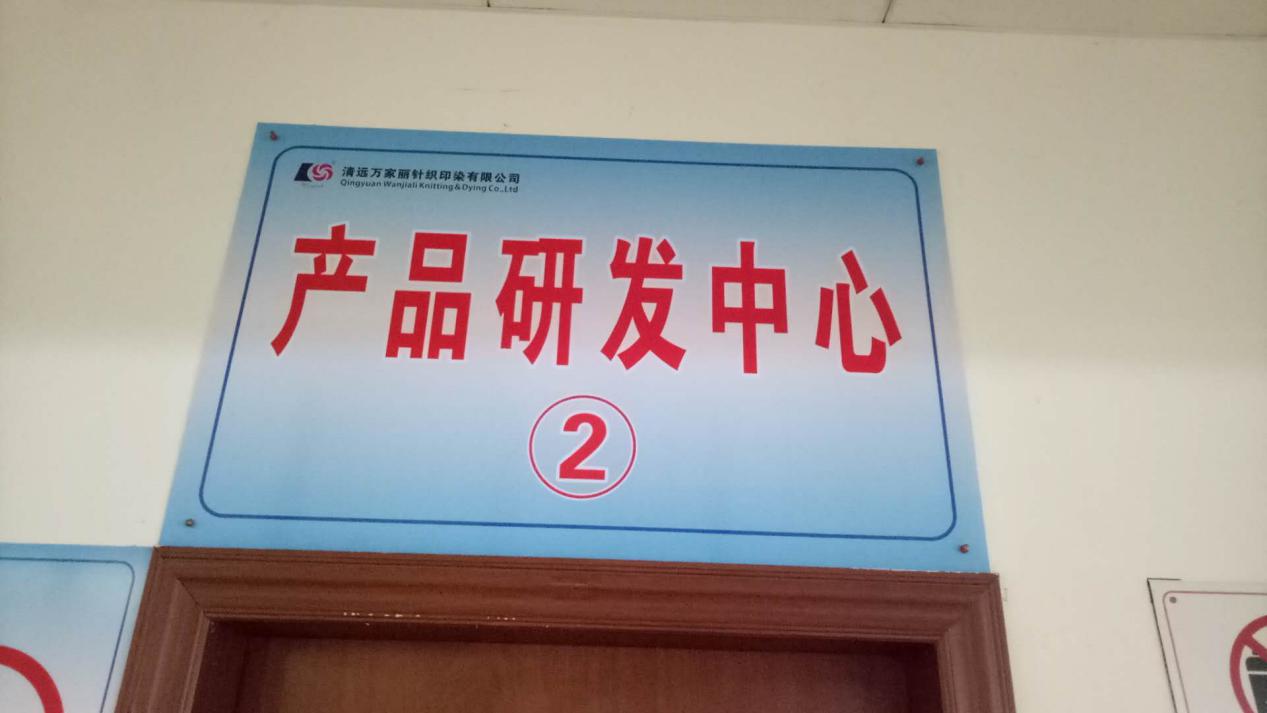 清远万家丽针织印染有限公司
Qingyuan Wanjiali Knitting&Dying Co.,Ltd
产品研发中心
2